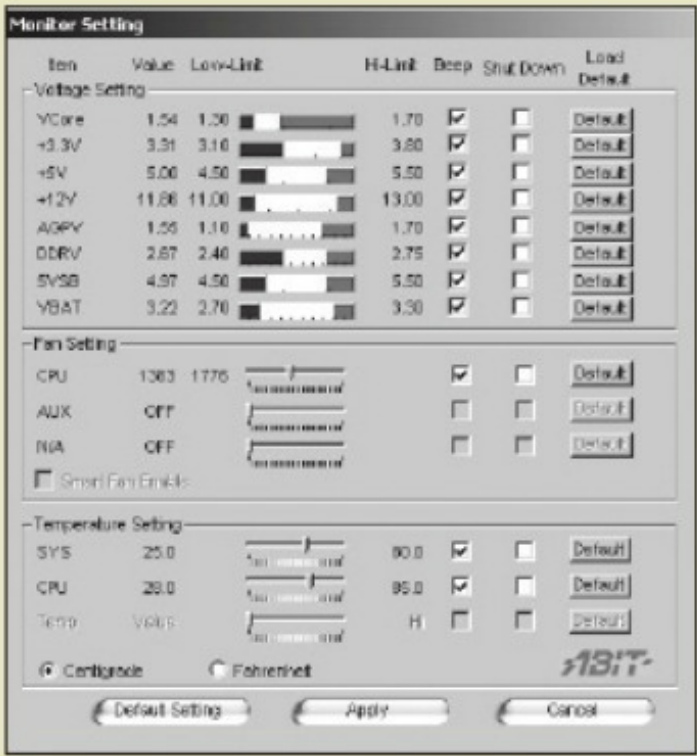 Monitor Setting
Item Value Low-Limit Hi-Limit Beep Shut Down Load Default
Voltage Setting
VCore 1.54 1.30 1.70 Default
+3.3V 3.31 3.10 3.80 Default
+5V 5.00 4.50 5.50 Default
+12V 11.86 11.00 13.00 Default
AGPV 1.55 1.10 1.70 Default
DDRV 2.67 2.40 2.75 Default
5VSB 4.97 4.50 5.50 Default
VBAT 3.22 2.70 3.30 Default
Fan Setting
CPU 1383 1776 Default
AUX OFF Default
N/A OFF Default
Smart Fan Enable
Temperature Setting
SYS 25.0 60.0 Default
CPU 28.0 Default
Temp Value Hi Default
Centigrade Fahrenheit
ABIT
Default Setting Apply Cancel